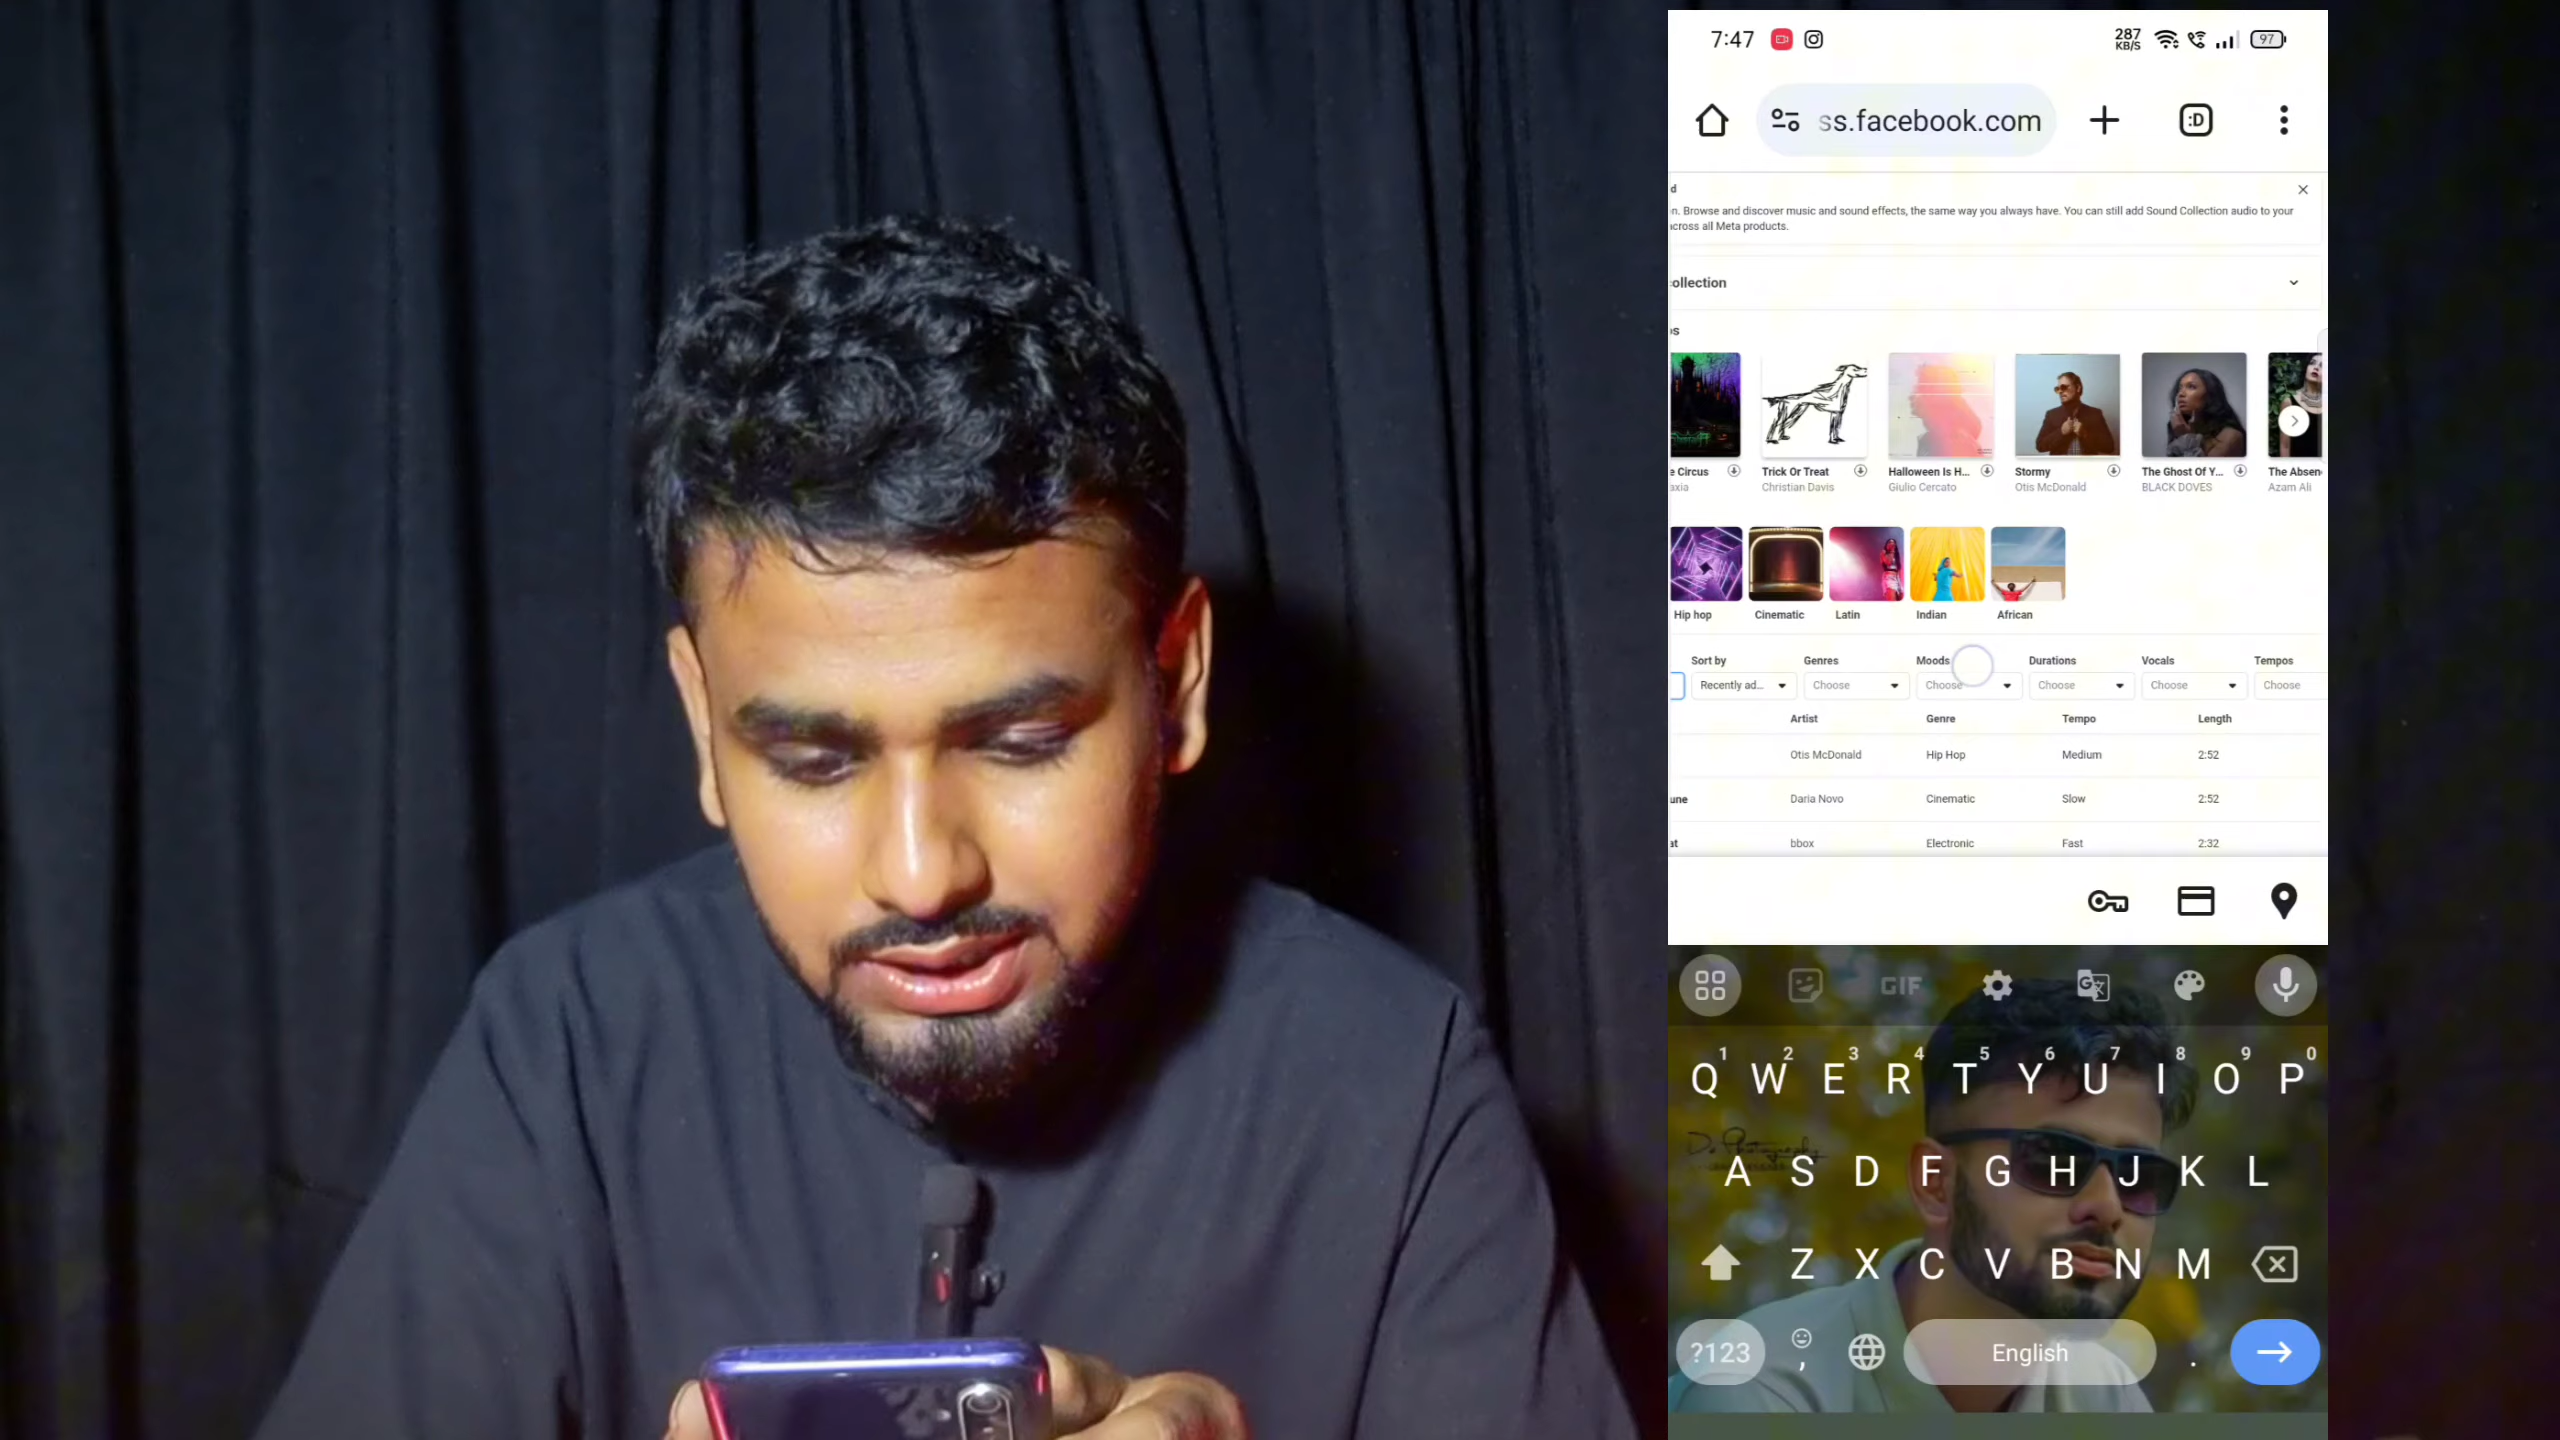 7:47 287 KB/S 97
ss.facebook.com :D
d
n. Browse and discover music and sound effects, the same way you always have. You can still add Sound Collection audio to your
across all Meta products.
ollection
s
e Circus Trick Or Treat Halloween Is H... Stormy The Ghost Of Y... The Absen
axia Christian Davis Giulio Cercato Otis McDonald BLACK DOVES Azam Ali
Hip hop Cinematic Latin Indian African
Sort by Genres Moods Durations Vocals Tempos
Recently ad... Choose Choose Choose Choose Choose
Artist Genre Tempo Length
Otis McDonald Hip Hop Medium 2:52
une Daria Novo Cinematic Slow 2:52
at bbox Electronic Fast 2:32
GIF G
1 2 3 4 5 6 7 8 9 0
Q W E R T Y U I O P
A S D F G H J K L
Z X C V B N M
?123 , English .